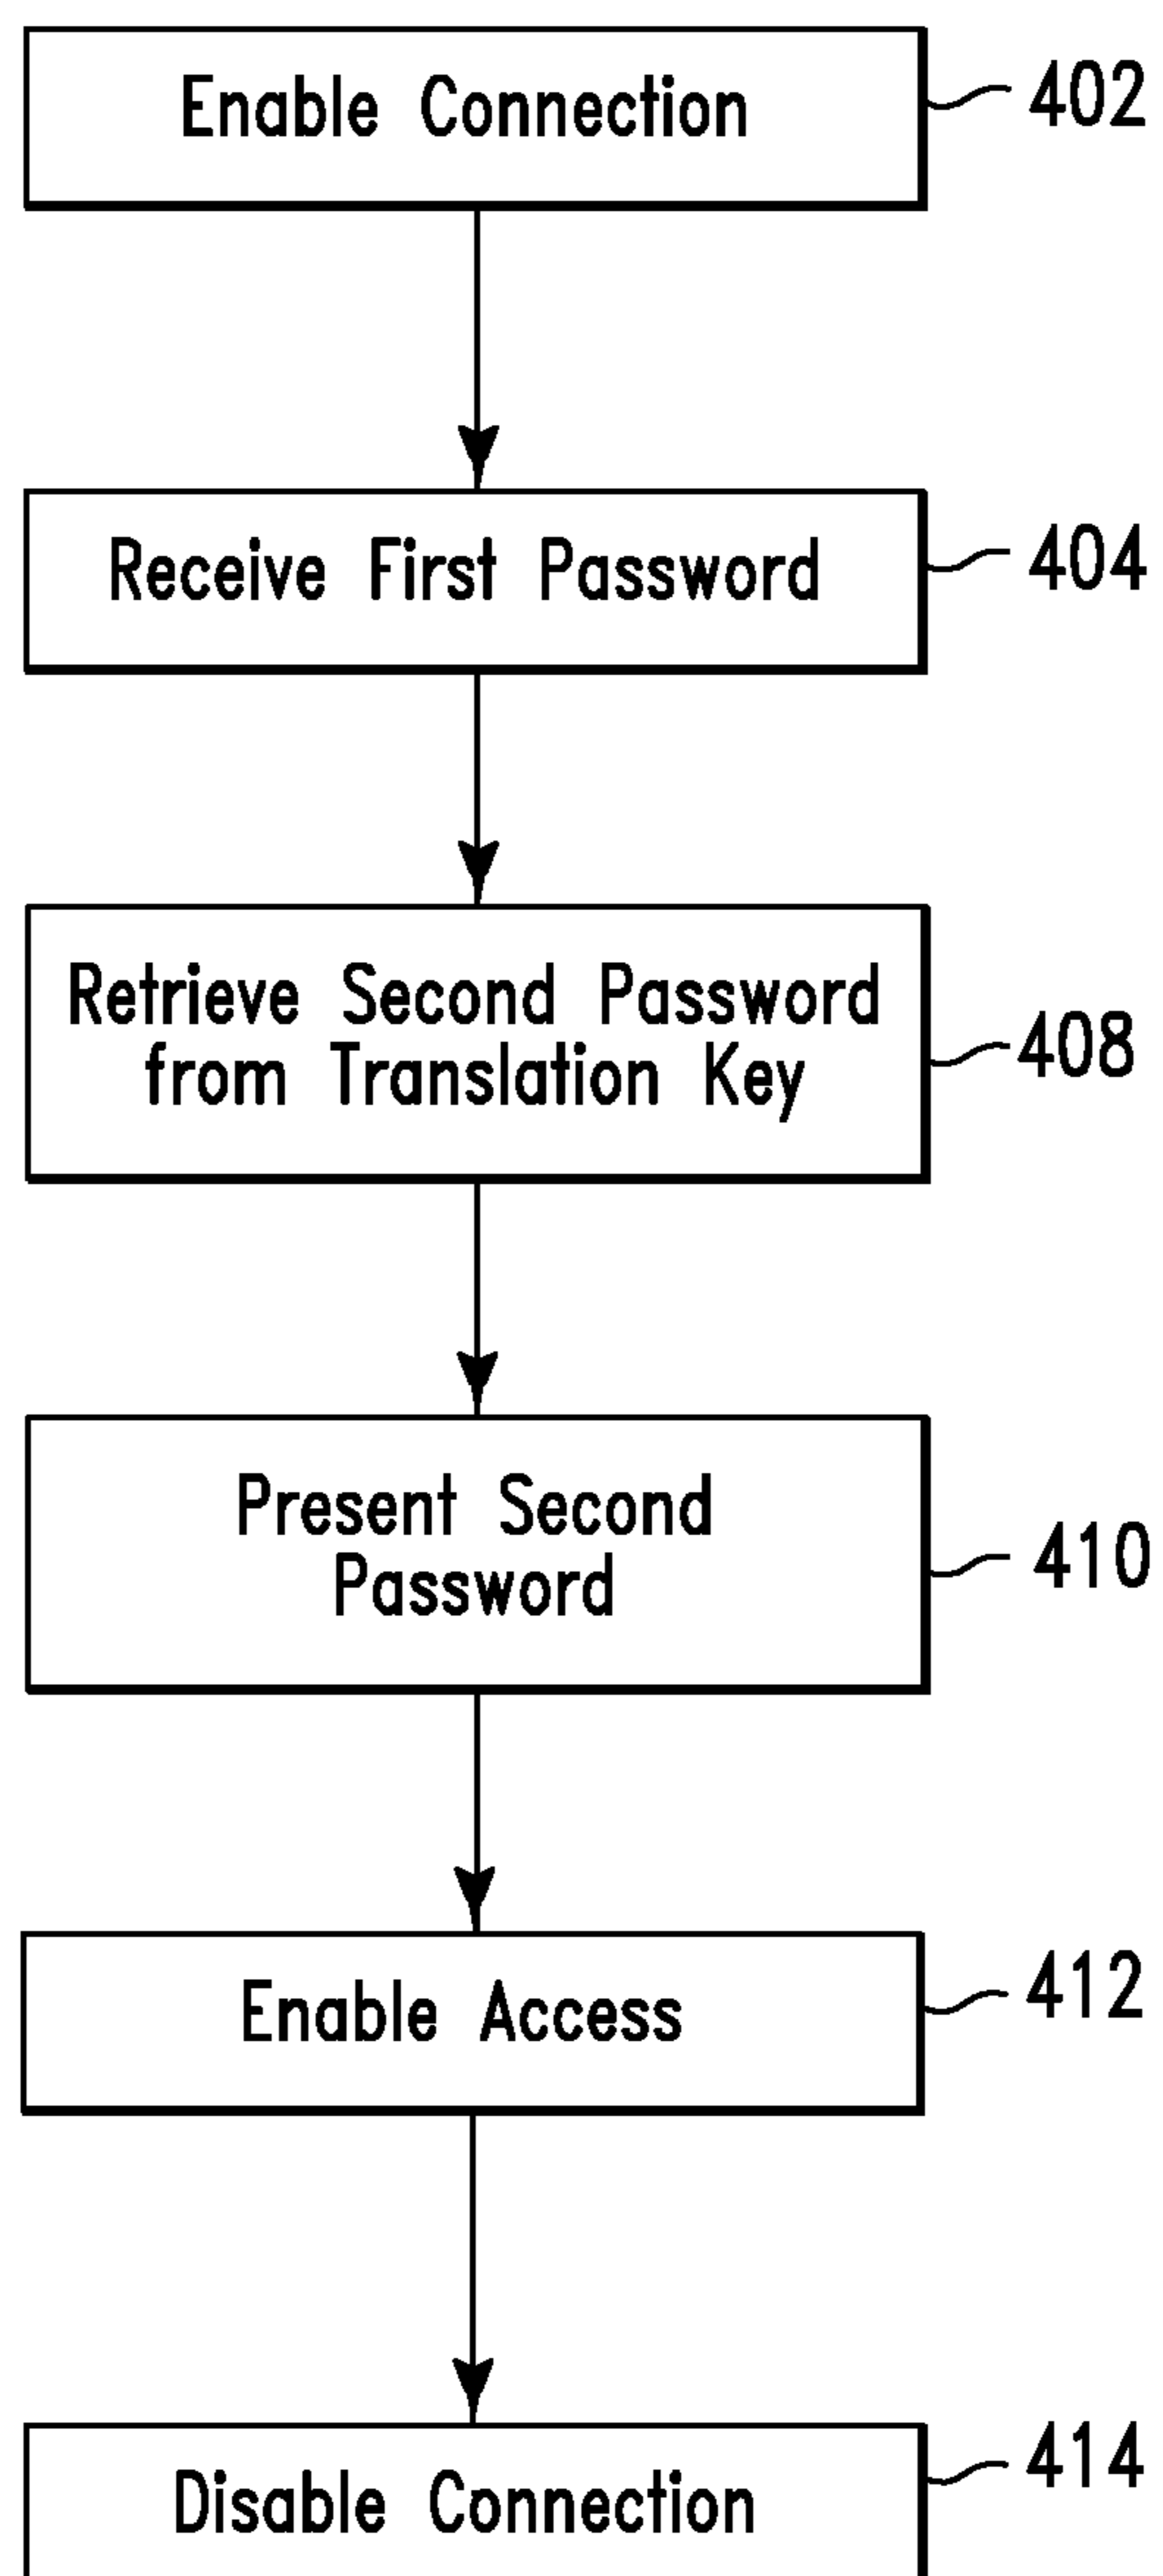 Enable Connection
402
Receive First Password
404
Retrieve Second Password
from Translation Key
408
Present Second
Password
410
Enable Access
412
Disable Connection
414